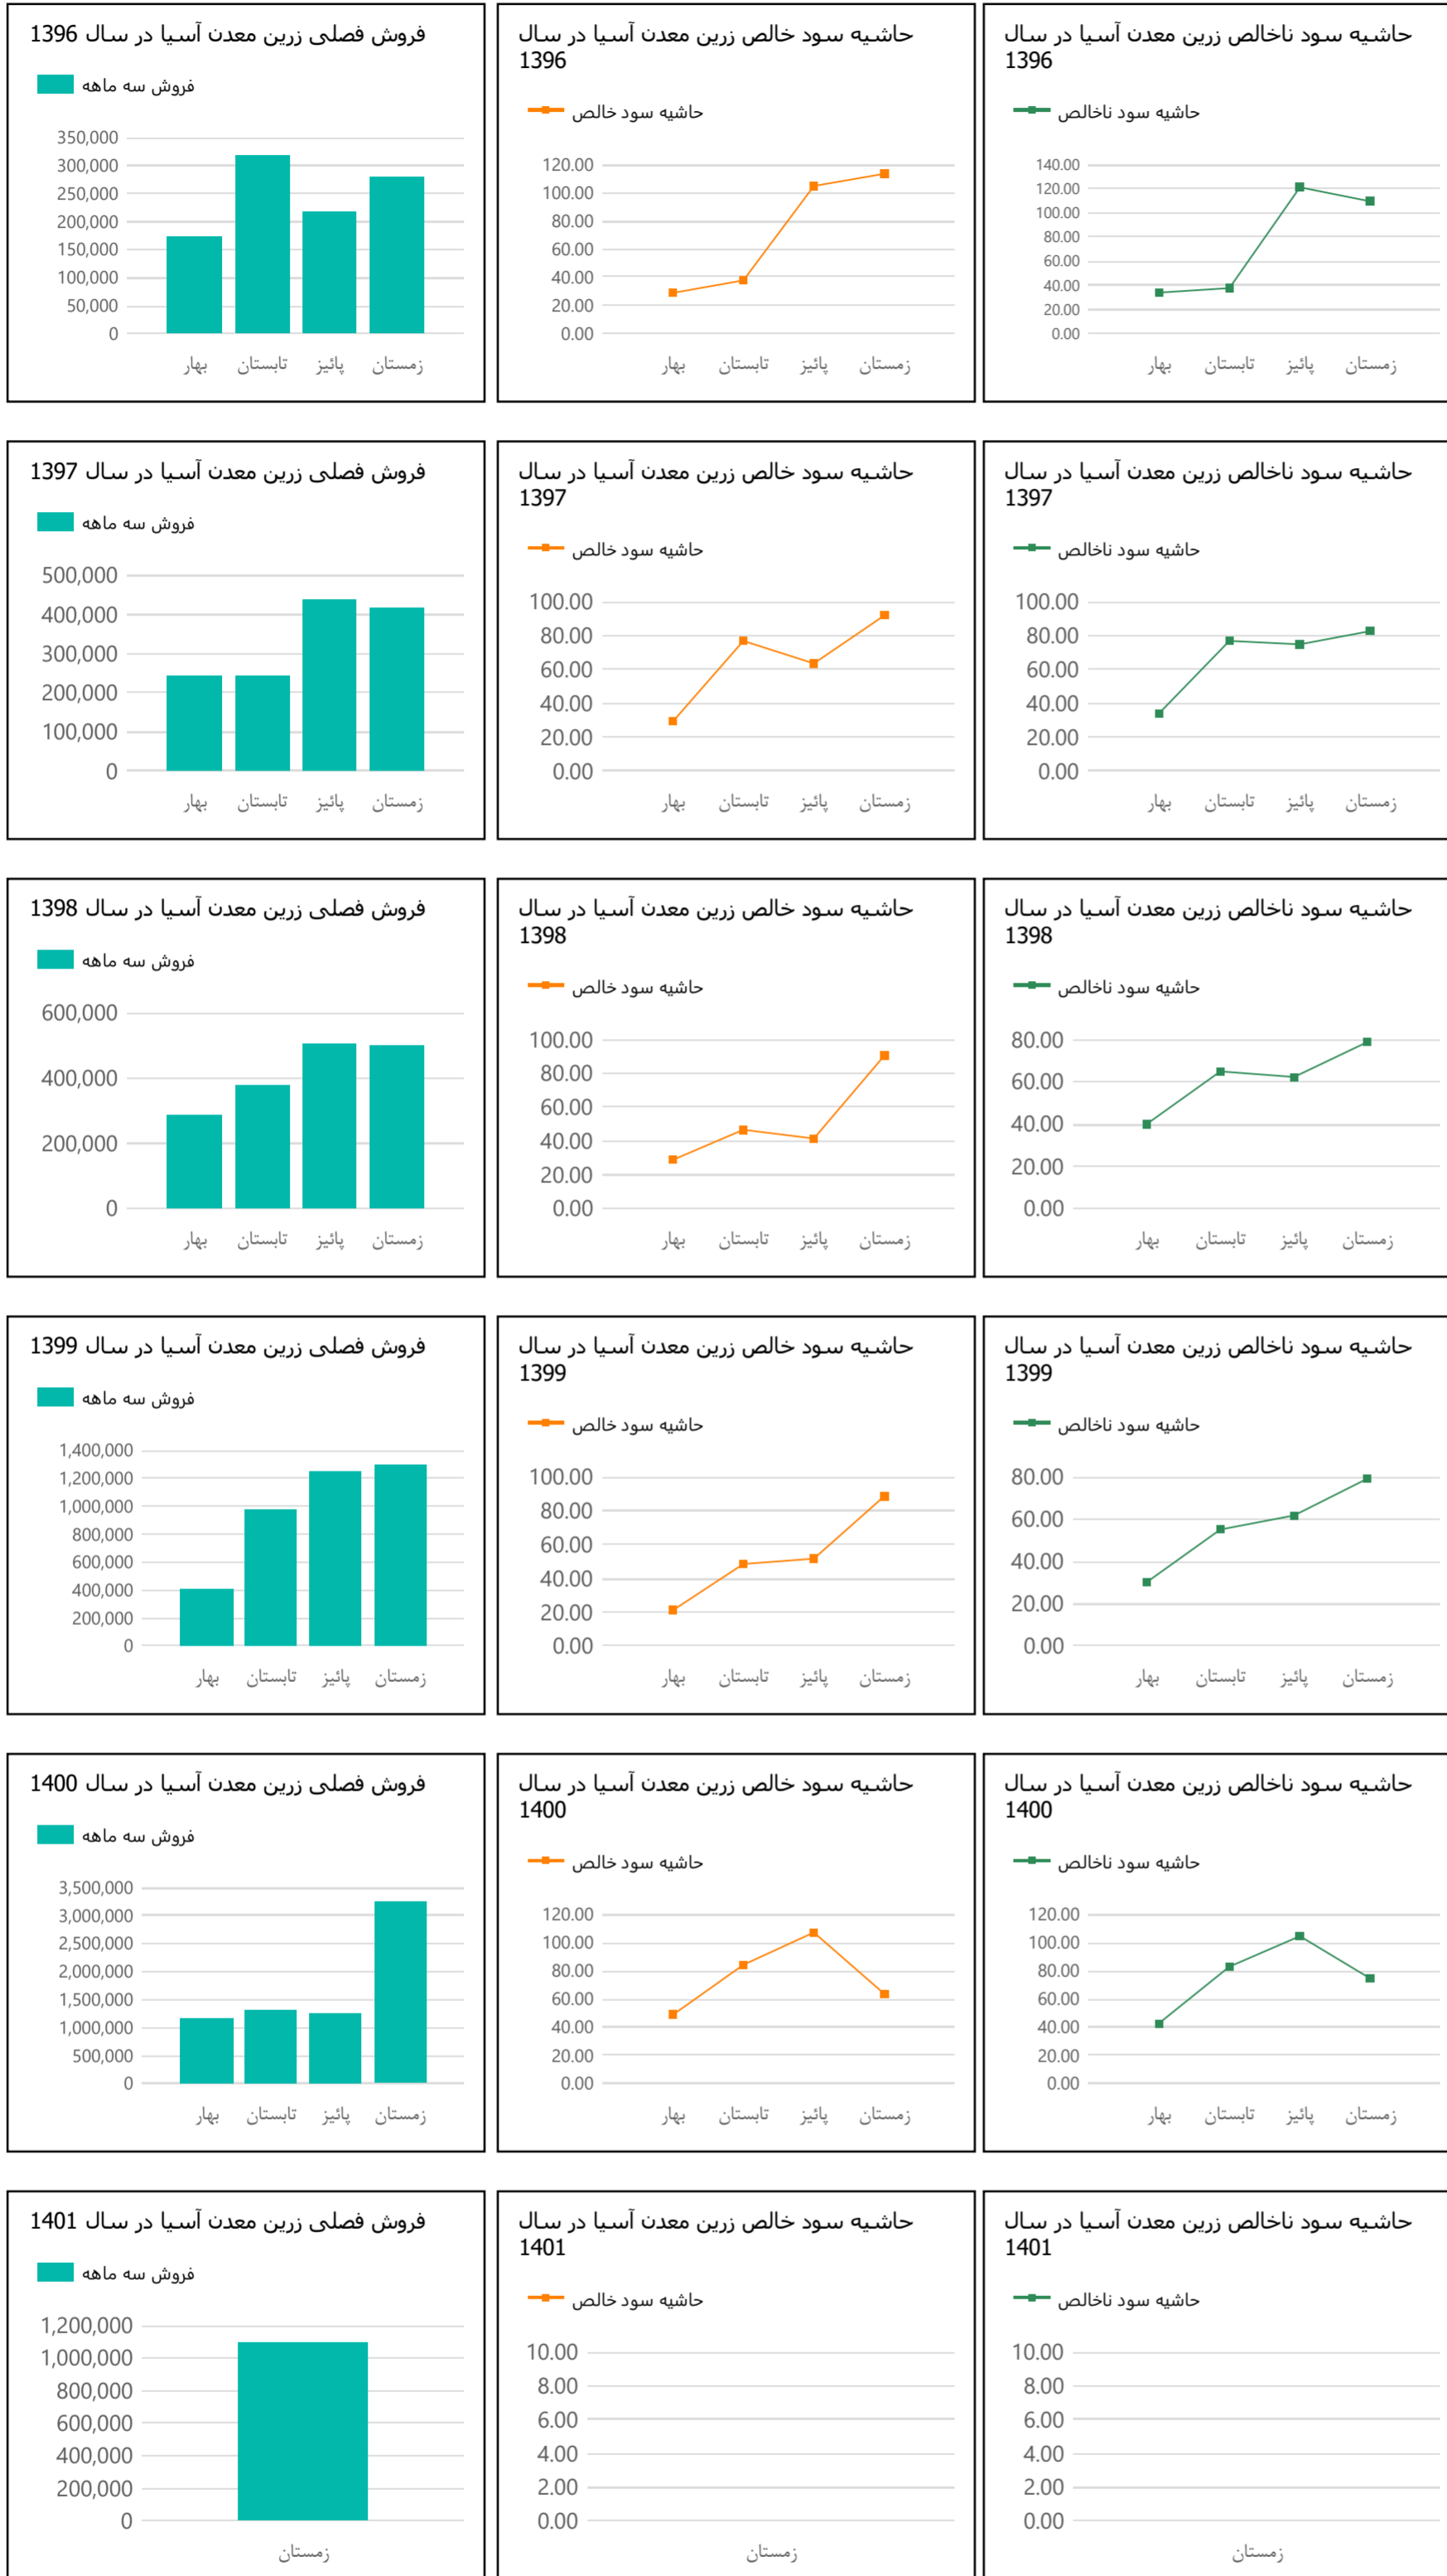 فروش فصلی زرین معدن آسیا در سال 1396
فروش سه ماهه
350,000
300,000
250,000
200,000
150,000
100,000
50,000
0
بهار
تابستان
پائیز
زمستان
حاشیه سود خالص زرین معدن آسیا در سال
1396
حاشیه سود خالص
120.00
100.00
80.00
60.00
40.00
20.00
0.00
بهار
تابستان
پائیز
زمستان
حاشیه سود ناخالص زرین معدن آسیا در سال
1396
حاشیه سود ناخالص
140.00
120.00
100.00
80.00
60.00
40.00
20.00
0.00
بهار
تابستان
پائیز
زمستان
فروش فصلی زرین معدن آسیا در سال 1397
فروش سه ماهه
500,000
400,000
300,000
200,000
100,000
0
بهار
تابستان
پائیز
زمستان
حاشیه سود خالص زرین معدن آسیا در سال
1397
حاشیه سود خالص
100.00
80.00
60.00
40.00
20.00
0.00
بهار
تابستان
پائیز
زمستان
حاشیه سود ناخالص زرین معدن آسیا در سال
1397
حاشیه سود ناخالص
100.00
80.00
60.00
40.00
20.00
0.00
بهار
تابستان
پائیز
زمستان
فروش فصلی زرین معدن آسیا در سال 1398
فروش سه ماهه
600,000
400,000
200,000
0
بهار
تابستان
پائیز
زمستان
حاشیه سود خالص زرین معدن آسیا در سال
1398
حاشیه سود خالص
100.00
80.00
60.00
40.00
20.00
0.00
بهار
تابستان
پائیز
زمستان
حاشیه سود ناخالص زرین معدن آسیا در سال
1398
حاشیه سود ناخالص
80.00
60.00
40.00
20.00
0.00
بهار
تابستان
پائیز
زمستان
فروش فصلی زرین معدن آسیا در سال 1399
فروش سه ماهه
1,400,000
1,200,000
1,000,000
800,000
600,000
400,000
200,000
0
بهار
تابستان
پائیز
زمستان
حاشیه سود خالص زرین معدن آسیا در سال
1399
حاشیه سود خالص
100.00
80.00
60.00
40.00
20.00
0.00
بهار
تابستان
پائیز
زمستان
حاشیه سود ناخالص زرین معدن آسیا در سال
1399
حاشیه سود ناخالص
80.00
60.00
40.00
20.00
0.00
بهار
تابستان
پائیز
زمستان
فروش فصلی زرین معدن آسیا در سال 1400
فروش سه ماهه
3,500,000
3,000,000
2,500,000
2,000,000
1,500,000
1,000,000
500,000
0
بهار
تابستان
پائیز
زمستان
حاشیه سود خالص زرین معدن آسیا در سال
1400
حاشیه سود خالص
120.00
100.00
80.00
60.00
40.00
20.00
0.00
بهار
تابستان
پائیز
زمستان
حاشیه سود ناخالص زرین معدن آسیا در سال
1400
حاشیه سود ناخالص
120.00
100.00
80.00
60.00
40.00
20.00
0.00
بهار
تابستان
پائیز
زمستان
فروش فصلی زرین معدن آسیا در سال 1401
فروش سه ماهه
1,200,000
1,000,000
800,000
600,000
400,000
200,000
0
زمستان
حاشیه سود خالص زرین معدن آسیا در سال
1401
حاشیه سود خالص
10.00
8.00
6.00
4.00
2.00
0.00
زمستان
حاشیه سود ناخالص زرین معدن آسیا در سال
1401
حاشیه سود ناخالص
10.00
8.00
6.00
4.00
2.00
0.00
زمستان